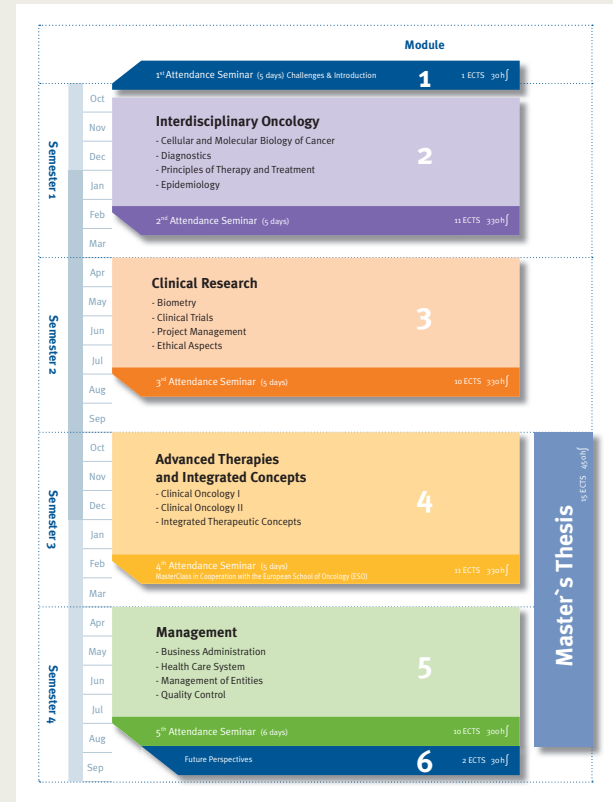 Module
1st Attendance Seminar (5 days) Challenges & Introduction 1 1 ECTS 30h∫
Semester 1
Oct
Nov
Dec
Jan
Feb
Mar
Interdisciplinary Oncology
- Cellular and Molecular Biology of Cancer
- Diagnostics
- Principles of Therapy and Treatment
- Epidemiology
2
2nd Attendance Seminar (5 days) 11 ECTS 330h∫
Semester 2
Apr
May
Jun
Jul
Aug
Sep
Clinical Research
- Biometry
- Clinical Trials
- Project Management
- Ethical Aspects
3
3rd Attendance Seminar (5 days) 10 ECTS 330h∫
Semester 3
Oct
Nov
Dec
Jan
Feb
Mar
Advanced Therapies
and Integrated Concepts
- Clinical Oncology I
- Clinical Oncology II
- Integrated Therapeutic Concepts
4
4th Attendance Seminar (5 days) 11 ECTS 330h∫
MasterClass in Cooperation with the European School of Oncology (ESO)
Semester 4
Apr
May
Jun
Jul
Aug
Sep
Management
- Business Administration
- Health Care System
- Management of Entities
- Quality Control
5
5th Attendance Seminar (6 days) 10 ECTS 300h∫
Future Perspectives 6 2 ECTS 30h∫
Master`s Thesis
15 ECTS 450h∫